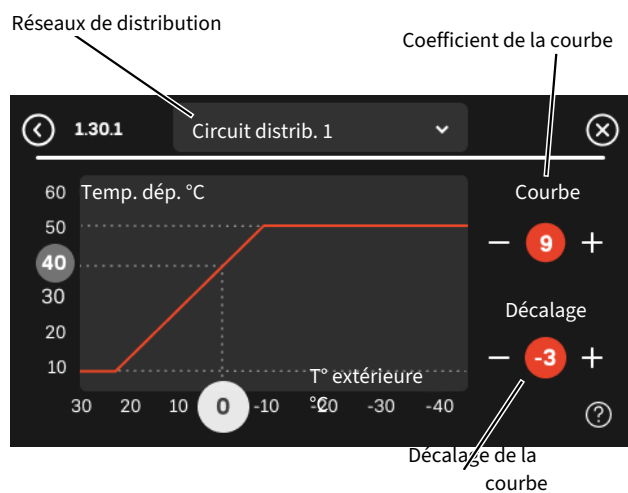 Réseaux de distribution
Coefficient de la courbe
1.30.1
Circuit distrib. 1
60
Temp. dép. °C
Courbe
50
9
40
30
Décalage
20
-3
10
T° extérieure
°C
30 20 10 0 -10 -20 -30 -40
?
Décalage de la
courbe